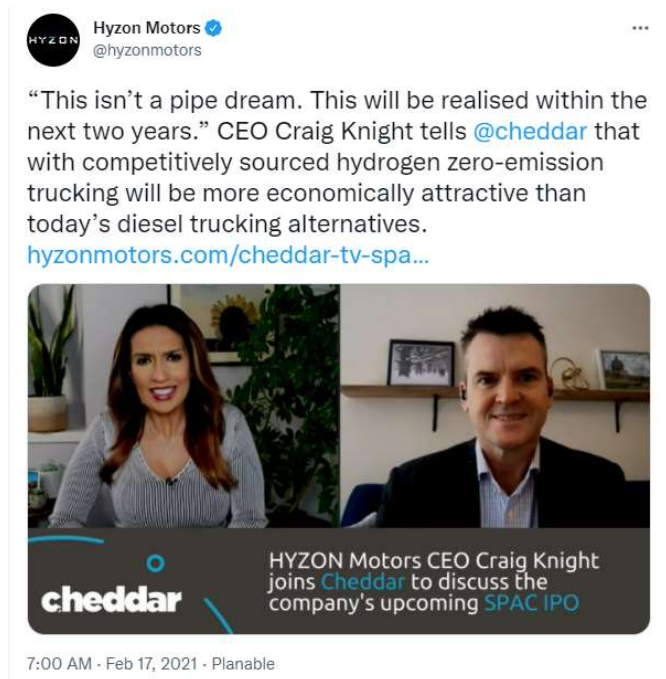 HYZON
Hyzon Motors
@hyzonmotors
“This isn’t a pipe dream. This will be realised within the
next two years.” CEO Craig Knight tells @cheddar that
with competitively sourced hydrogen zero-emission
trucking will be more economically attractive than
today’s diesel trucking alternatives.
hyzonmotors.com/cheddar-tv-spa…
cheddar
HYZON Motors CEO Craig Knight
joins Cheddar to discuss the
company's upcoming SPAC IPO
7:00 AM · Feb 17, 2021 · Planable